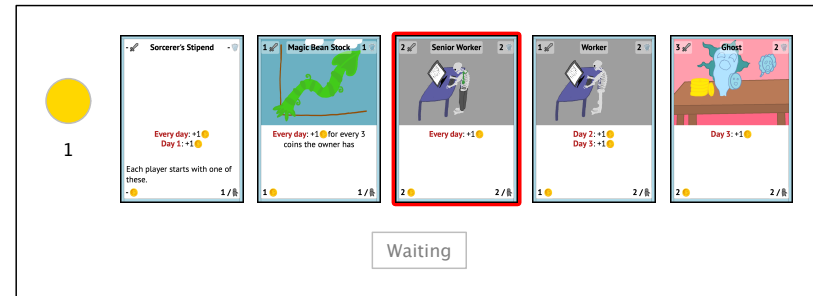 1
- Sorcerer's Stipend -
Every day: +1
Day 1: +1
Each player starts with one of
these.
- 1 /
1 Magic Bean Stock 1
Every day: +1 for every 3
coins the owner has
1 1 /
2 Senior Worker 2
Every day: +1
2 2 /
1 Worker 2
Day 2: +1
Day 3: +1
1 2 /
3 Ghost 2
Day 3: +1
2 2 /
Waiting